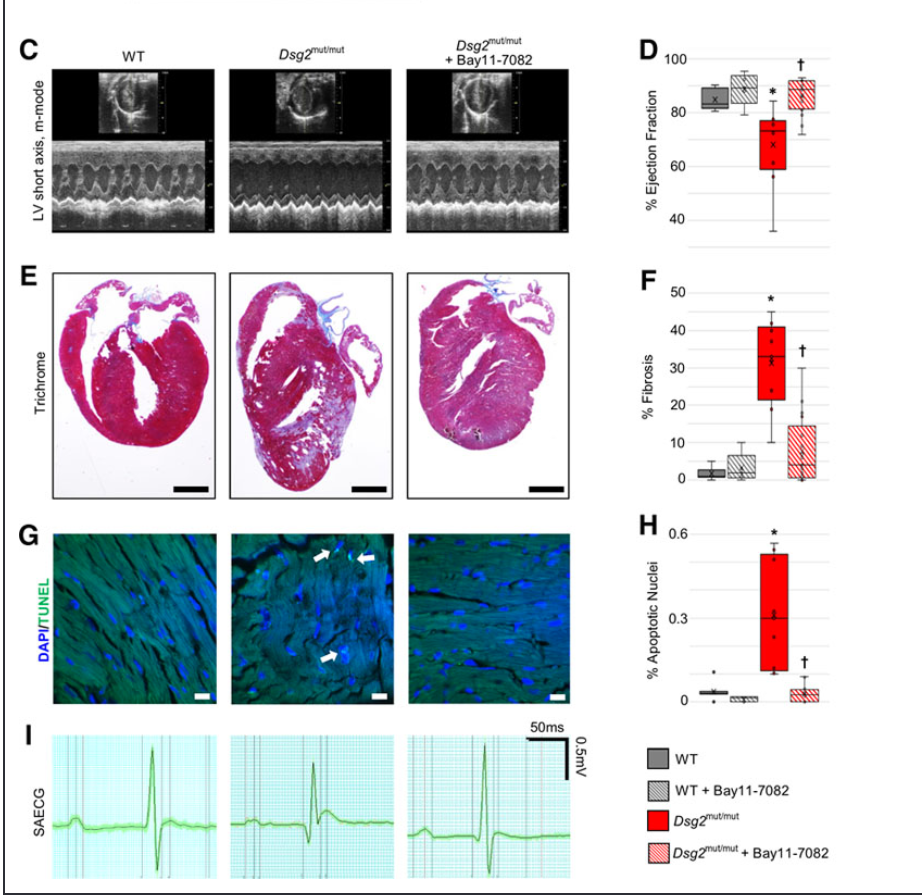 C
WT
Dsg2mut/mut
Dsg2mut/mut
+ Bay11-7082
LV short axis, m-mode
D
% Ejection Fraction
100
80
60
40
*
†
E
Trichrome
F
% Fibrosis
50
40
30
20
10
0
*
†
G
DAPI/TUNEL
H
% Apoptotic Nuclei
0.6
0.3
0
*
†
I
SAECG
50ms
0.5mV
WT
WT + Bay11-7082
Dsg2mut/mut
Dsg2mut/mut + Bay11-7082